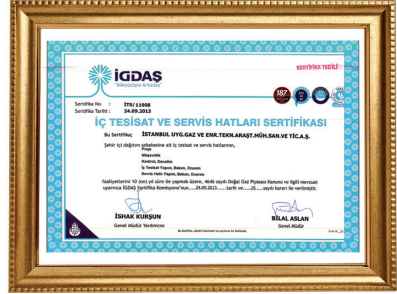 SERTİFİKA TADİLİ
İGDAŞ
"Bütçenizle Arkadaş"
187
Sertifika No : İTS/11908
Sertifika Tarihi : 24.09.2013
İÇ TESİSAT VE SERVİS HATLARI SERTİFİKASI
Bu Sertifika; İSTANBUL UYG.GAZ VE ENR.TEKN.ARAŞT.MÜH.SAN.VE TİC.A.Ş.
Şehir içi dağıtım şebekesine ait iç tesisat ve servis hatlarının,
Proje
Müşavirlik
Kontrol, Denetim
İç Tesisat Yapım, Bakım, Onarım
Servis Hattı Yapım, Bakım, Onarım
faaliyetlerini 10 (on) yıl süre ile yapmak üzere, 4646 sayılı Doğal Gaz Piyasası Kanunu ve ilgili mevzuat
uyarınca İGDAŞ Sertifika Komisyonu'nun....24.09.2013......tarih ve....25.....sayılı kararı ile verilmiştir.
İSHAK KURŞUN
Genel Müdür Yardımcısı
BİLAL ASLAN
Genel Müdür